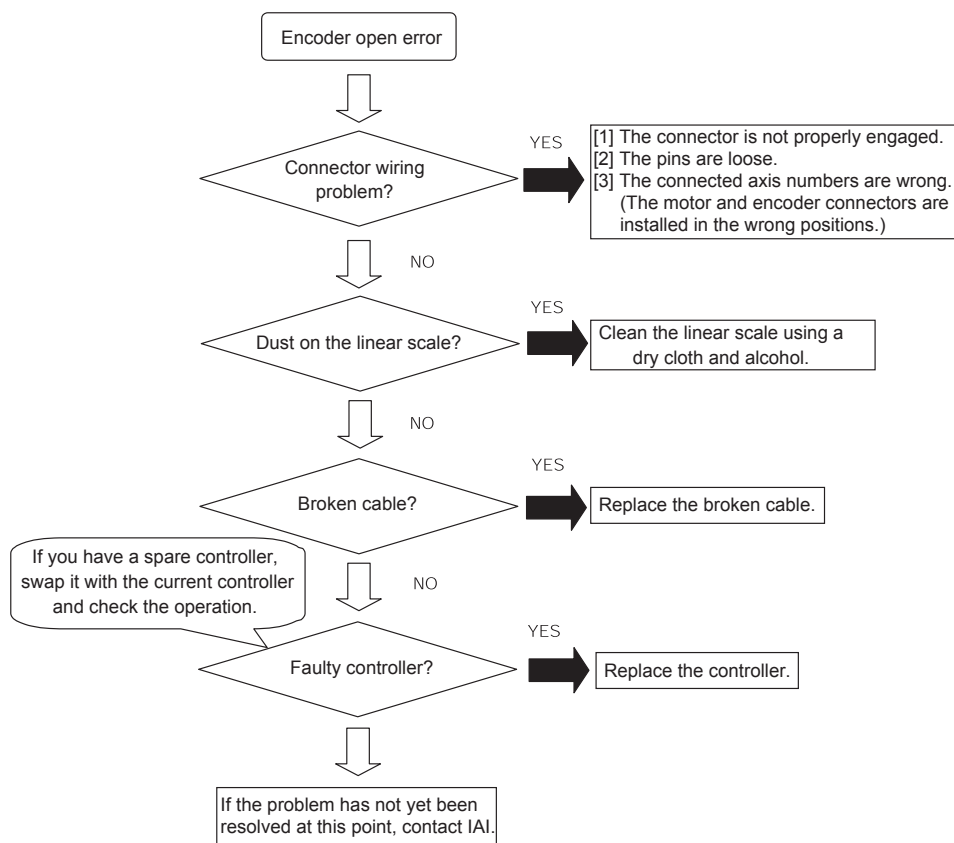 Encoder open error
Connector wiring
problem?
YES
[1] The connector is not properly engaged.
[2] The pins are loose.
[3] The connected axis numbers are wrong.
(The motor and encoder connectors are
installed in the wrong positions.)
NO
Dust on the linear scale?
YES
Clean the linear scale using a
dry cloth and alcohol.
NO
Broken cable?
YES
Replace the broken cable.
If you have a spare controller,
swap it with the current controller
and check the operation.
NO
Faulty controller?
YES
Replace the controller.
If the problem has not yet been
resolved at this point, contact IAI.